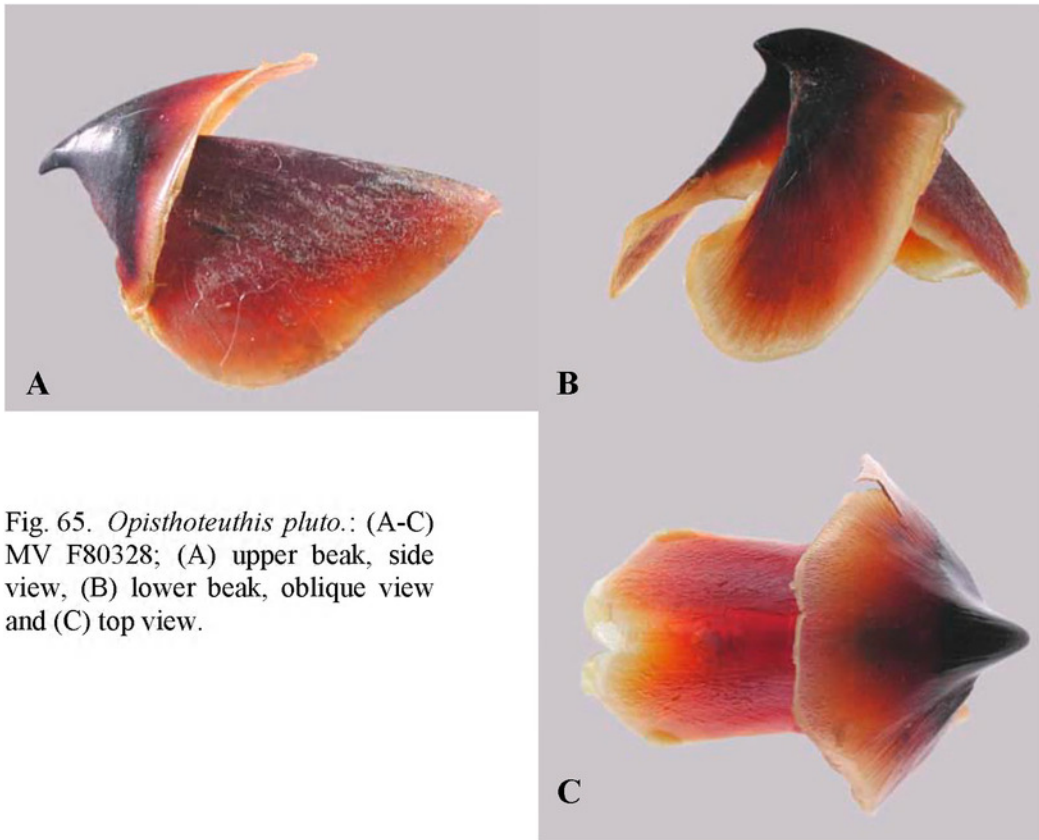 A
B
Fig. 65. Opisthoteuthis pluto.: (A-C)
MV F80328; (A) upper beak, side
view, (B) lower beak, oblique view
and (C) top view.
C